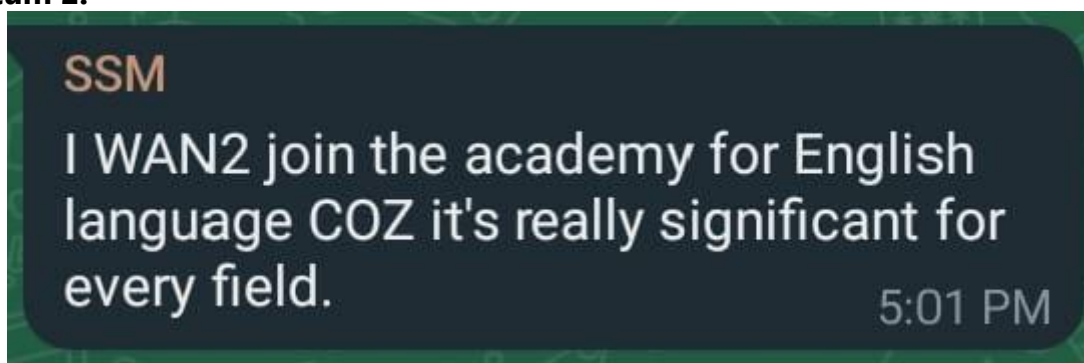 SSM
I WAN2 join the academy for English
language COZ it's really significant for
every field.
5:01 PM